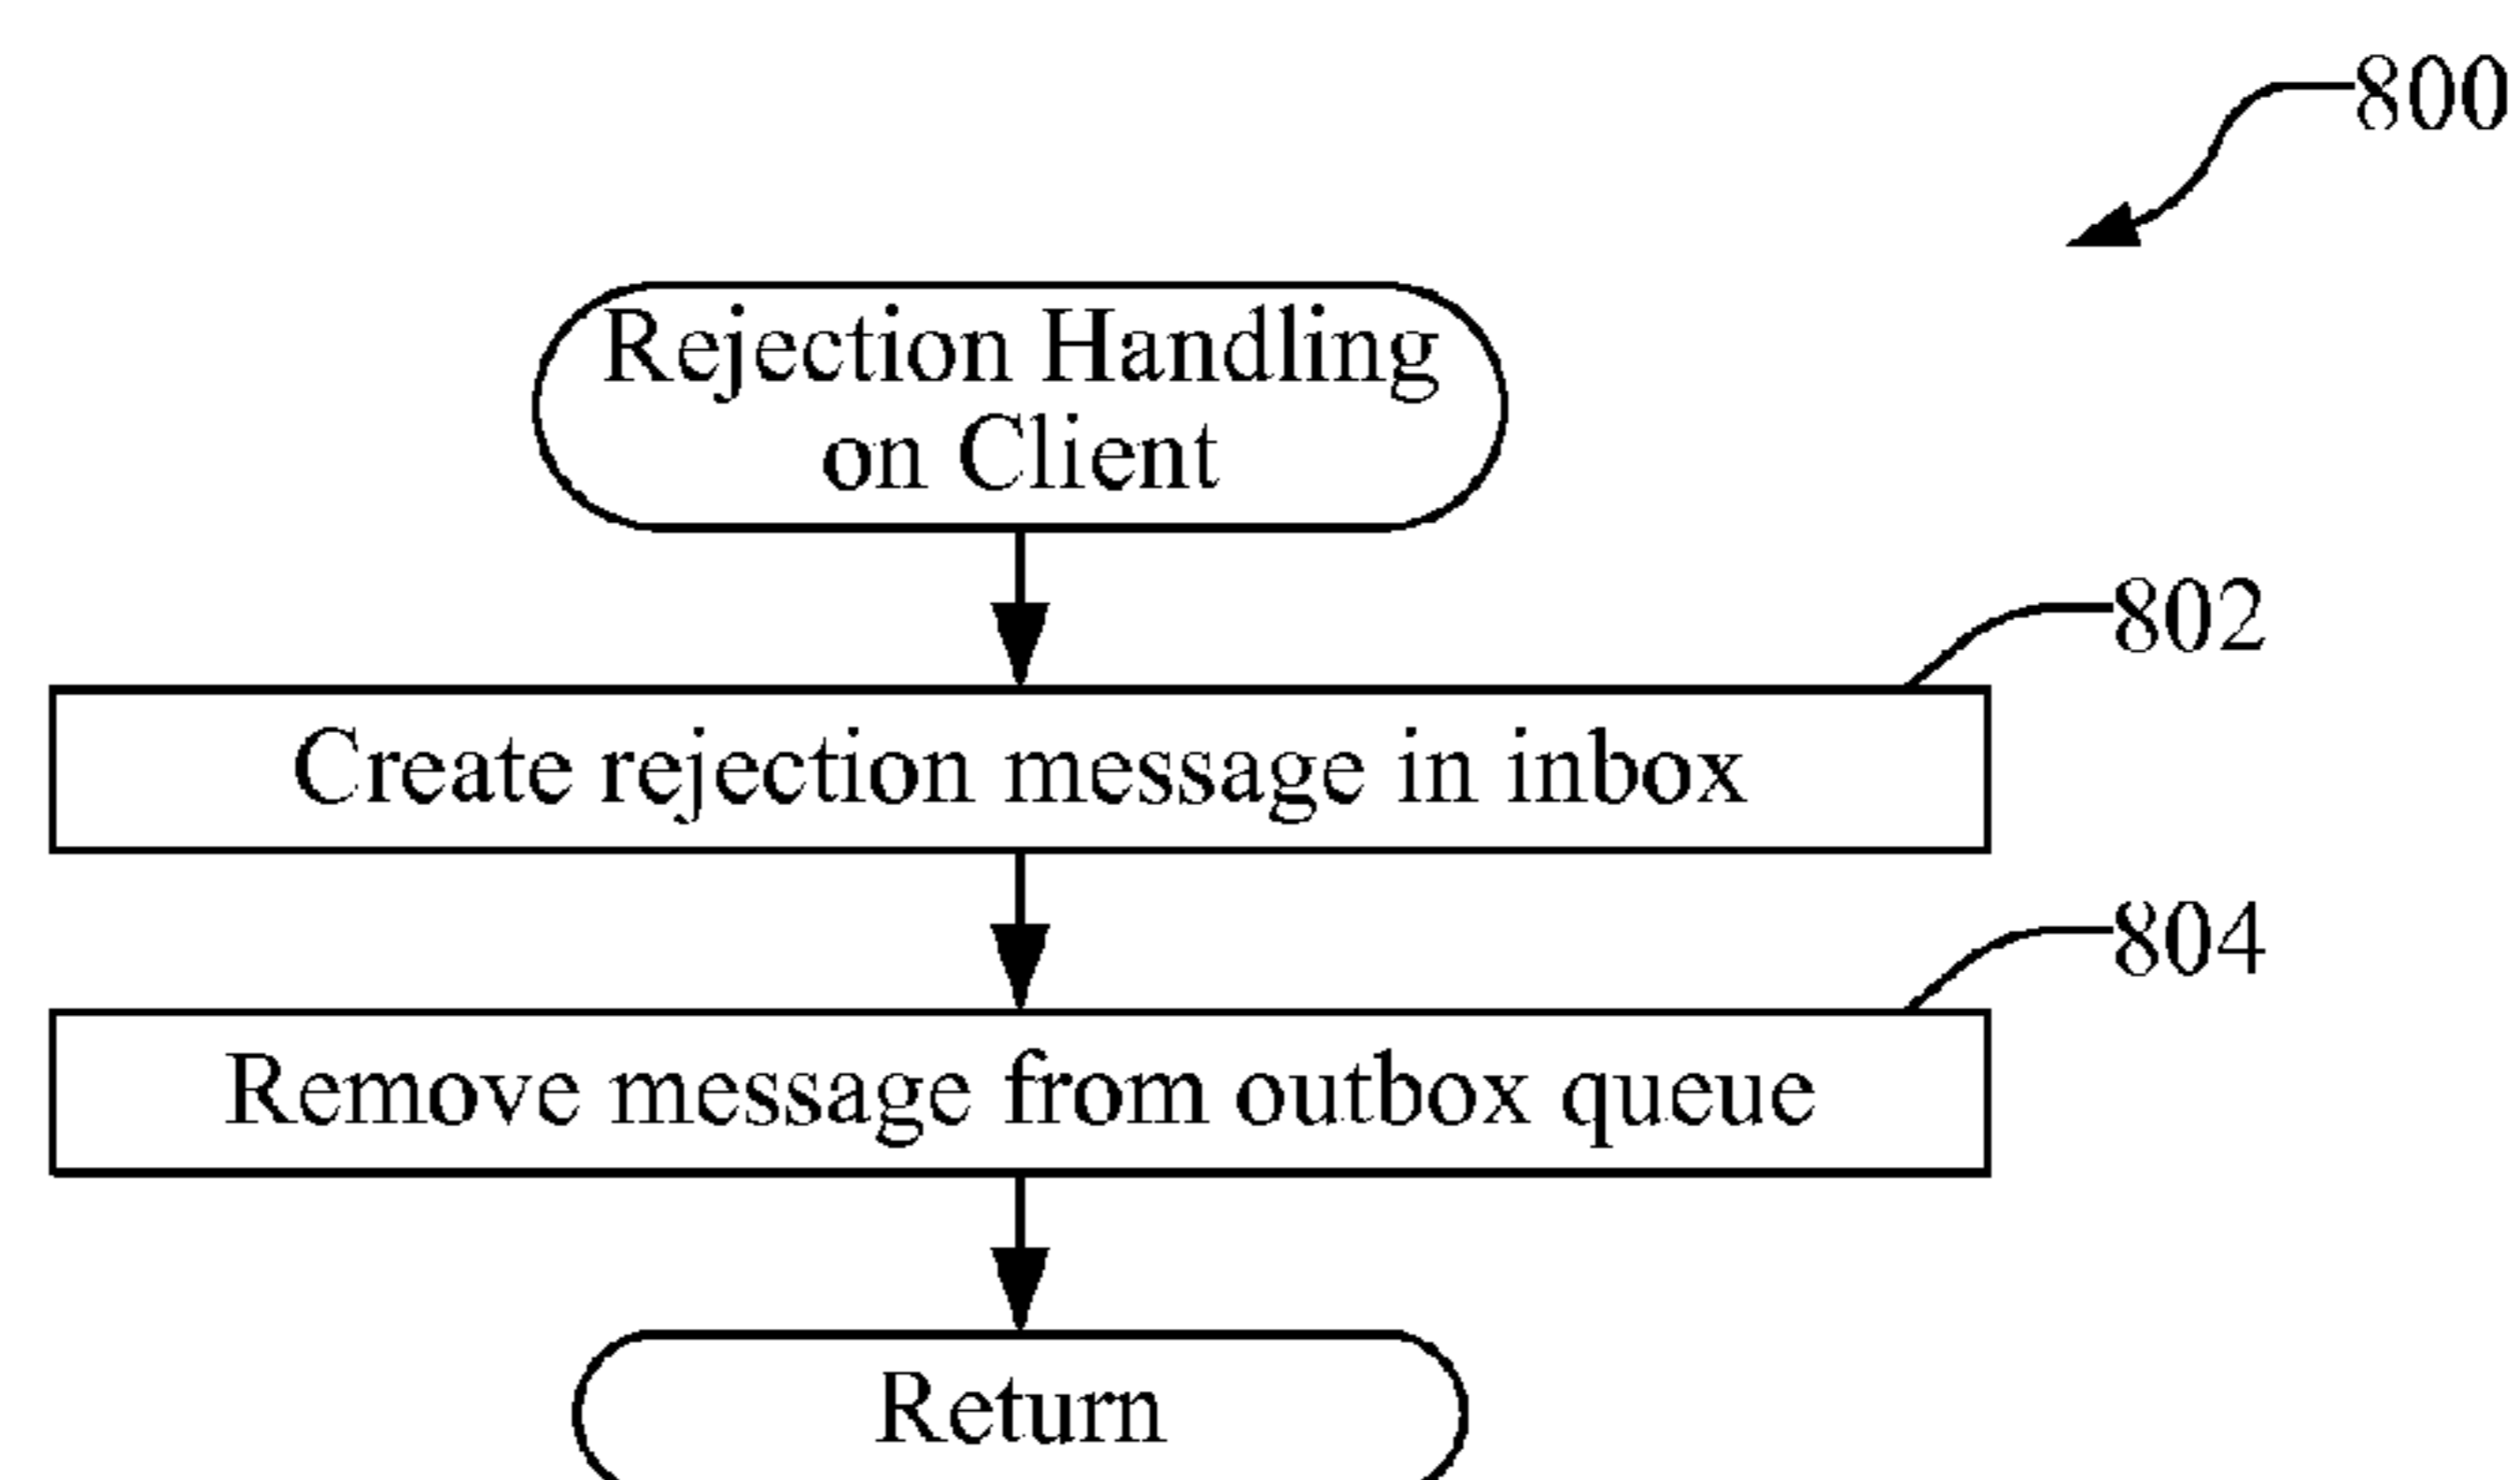 800
Rejection Handling
on Client
802
Create rejection message in inbox
804
Remove message from outbox queue
Return